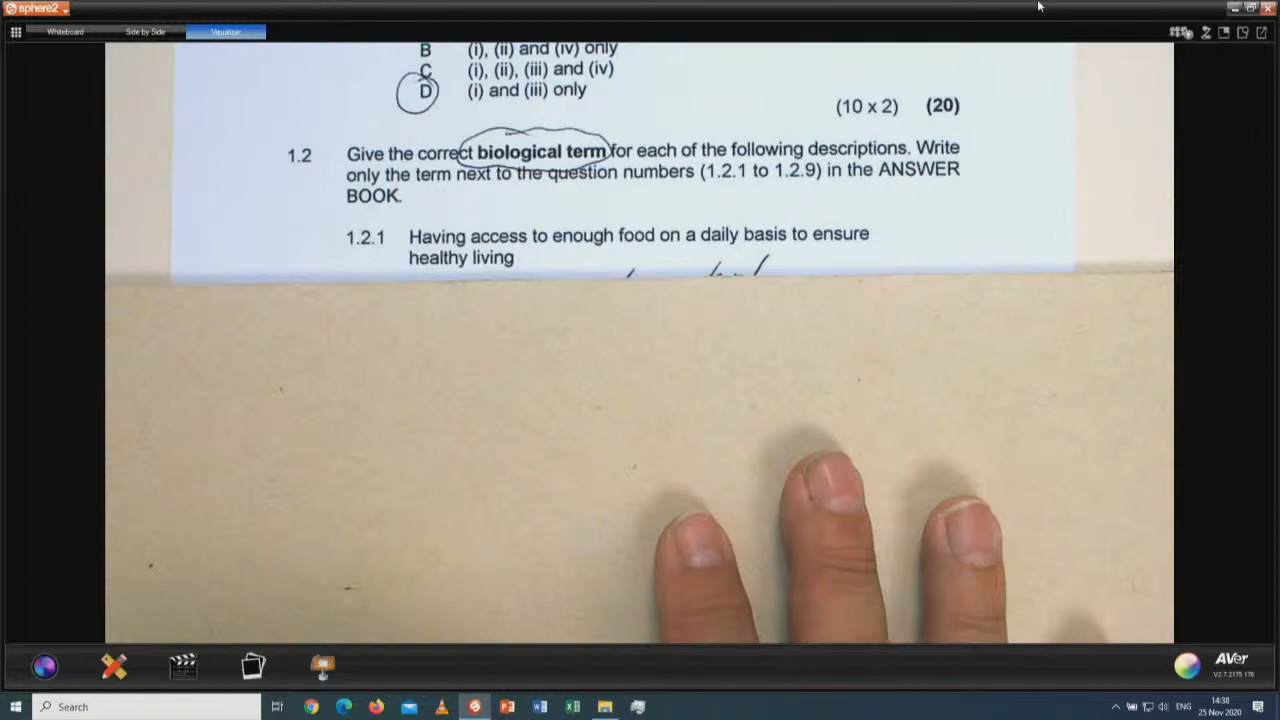 sphere2
Whiteboard
Side by Side
Visualizer
B (i), (ii) and (iv) only
C (i), (ii), (iii) and (iv)
D (i) and (iii) only
(10 x 2) (20)
1.2 Give the correct biological term for each of the following descriptions. Write
only the term next to the question numbers (1.2.1 to 1.2.9) in the ANSWER
BOOK.
1.2.1 Having access to enough food on a daily basis to ensure
healthy living
AVer
V2.7.2175.178
Search
ENG
14:38
25 Nov 2020